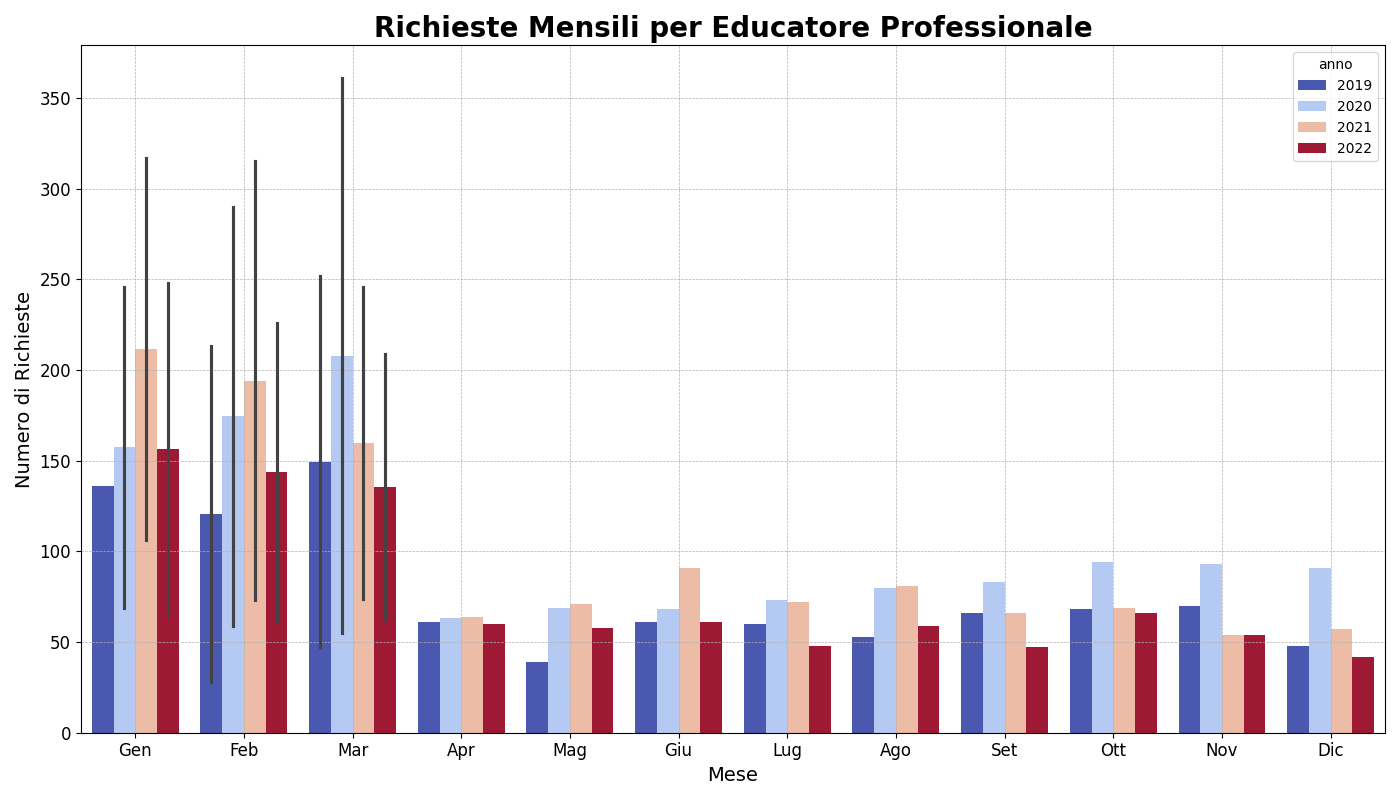 Richieste Mensili per Educatore Professionale
anno
2019
2020
2021
2022
Numero di Richieste
350
300
250
200
150
100
50
0
Gen Feb Mar Apr Mag Giu Lug Ago Set Ott Nov Dic
Mese